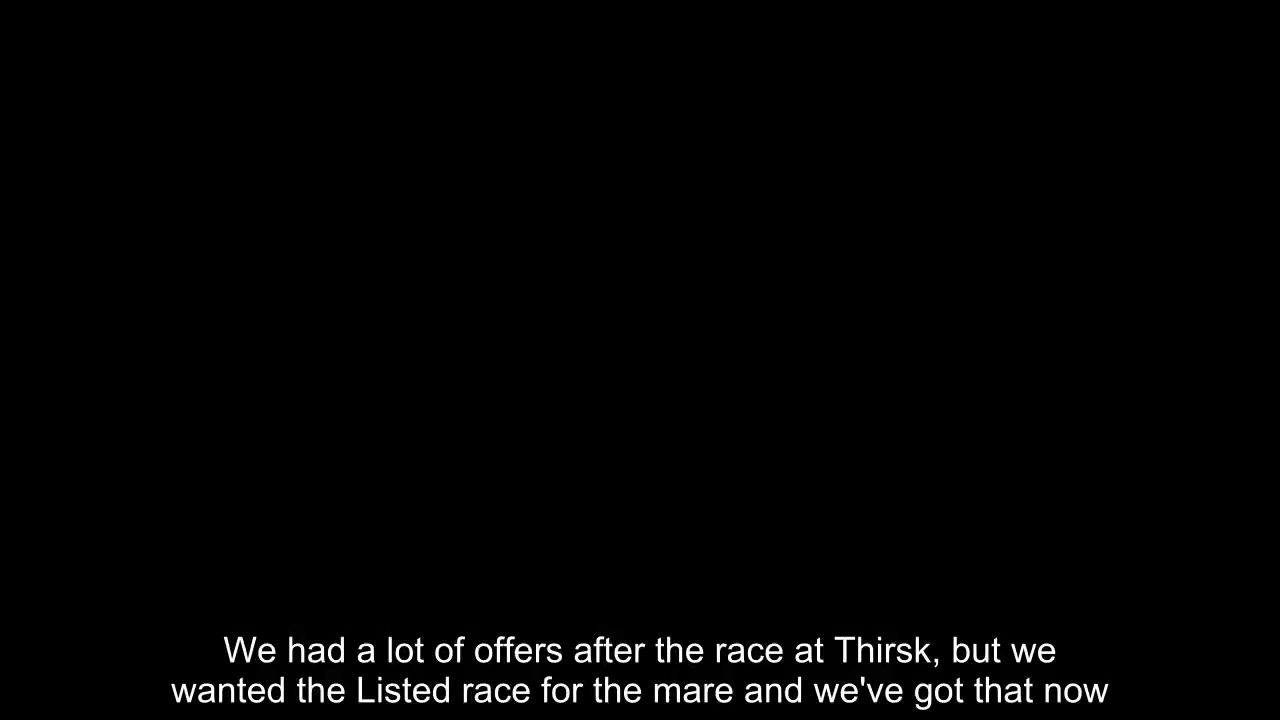 We had a lot of offers after the race at Thirsk, but we
wanted the Listed race for the mare and we've got that now